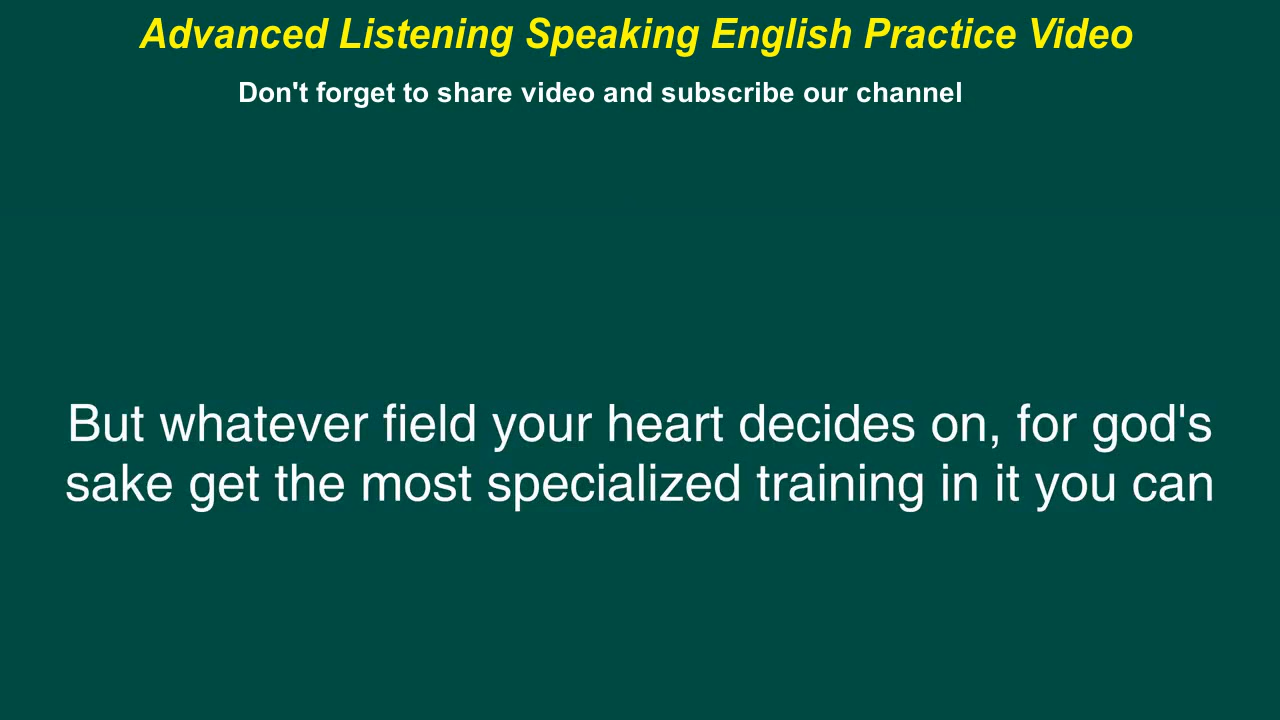 Advanced Listening Speaking English Practice Video
Don't forget to share video and subscribe our channel
But whatever field your heart decides on, for god's
sake get the most specialized training in it you can